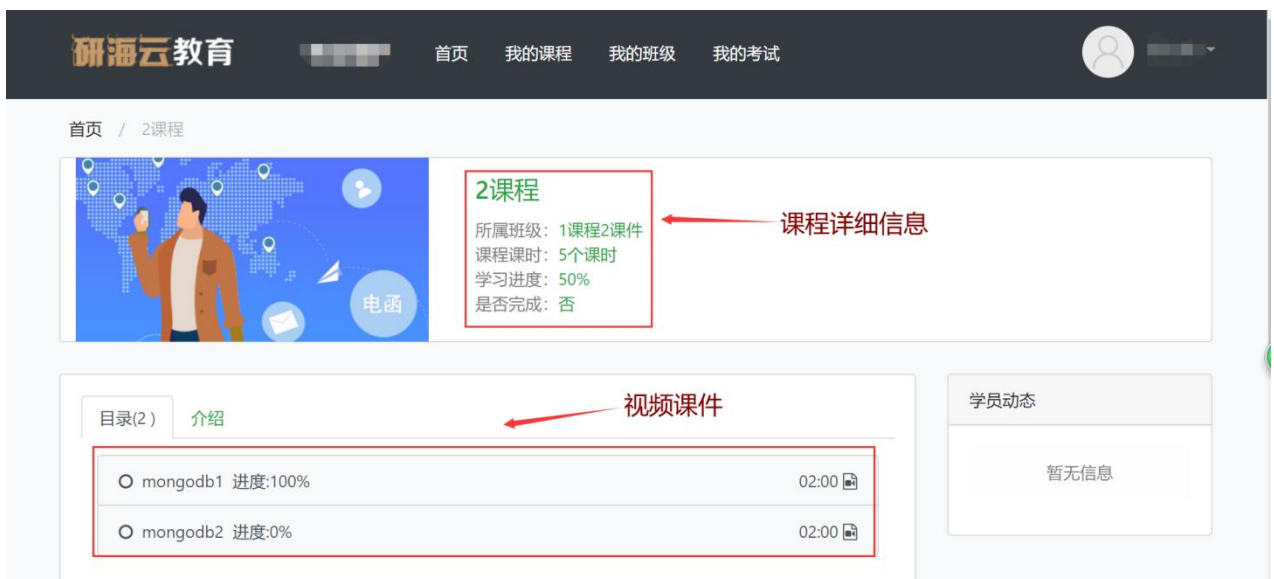 研海云教育 首页 我的课程 我的班级 我的考试
首页 / 2课程
电函
2课程
所属班级：1课程2课件
课程课时：5个课时
学习进度：50%
是否完成：否
课程详细信息
视频课件
目录(2 ) 介绍
mongodb1 进度:100% 02:00
mongodb2 进度:0% 02:00
学员动态
暂无信息